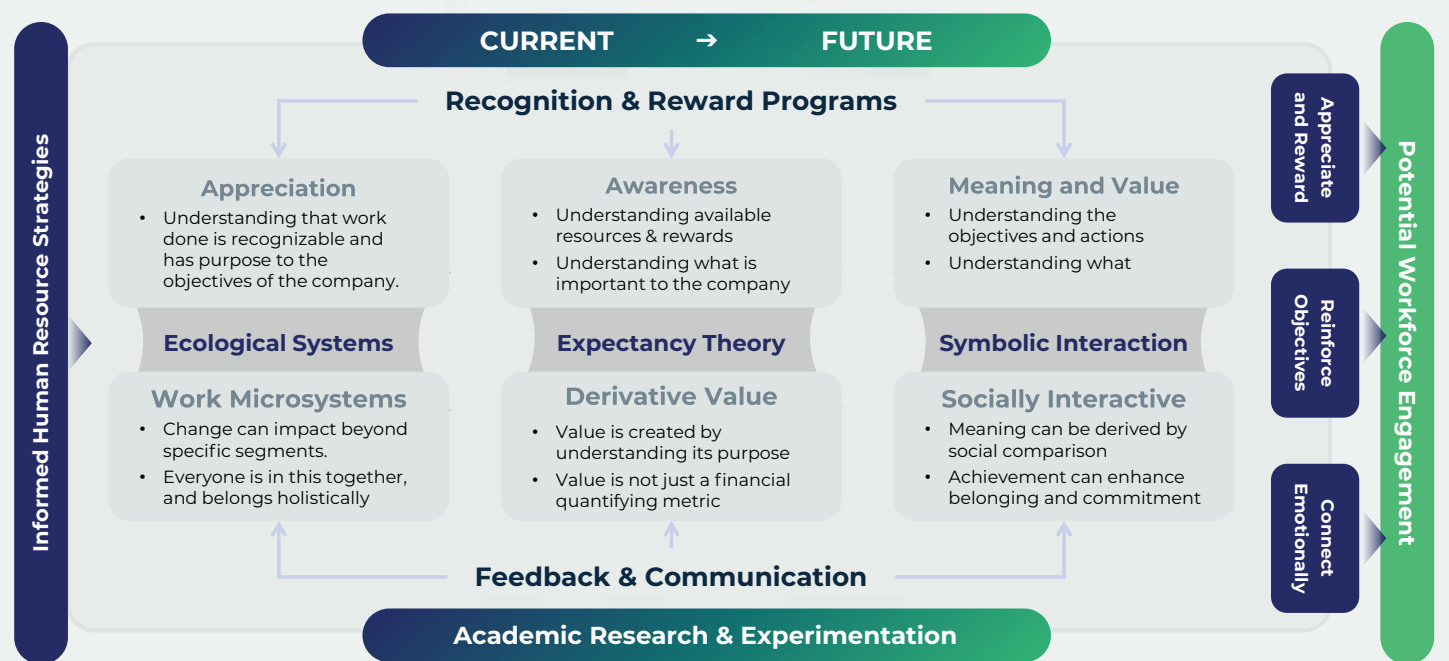 CURRENT → FUTURE
Informed Human Resource Strategies
Recognition & Reward Programs
Appreciation
• Understanding that work
done is recognizable and
has purpose to the
objectives of the company.
Awareness
• Understanding available
resources & rewards
• Understanding what is
important to the company
Meaning and Value
• Understanding the
objectives and actions
• Understanding what
Ecological Systems
Expectancy Theory
Symbolic Interaction
Work Microsystems
• Change can impact beyond
specific segments.
• Everyone is in this together,
and belongs holistically
Derivative Value
• Value is created by
understanding its purpose
• Value is not just a financial
quantifying metric
Socially Interactive
• Meaning can be derived by
social comparison
• Achievement can enhance
belonging and commitment
Feedback & Communication
Academic Research & Experimentation
Appreciate
and Reward
Reinforce
Objectives
Connect
Emotionally
Potential Workforce Engagement